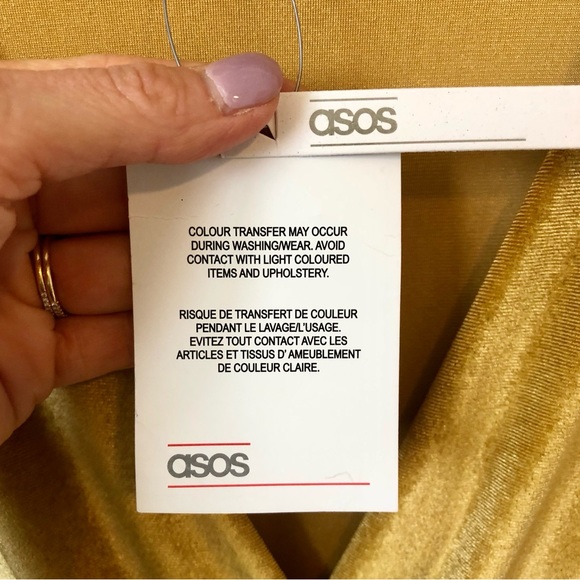 asos
COLOUR TRANSFER MAY OCCUR
DURING WASHING/WEAR. AVOID
CONTACT WITH LIGHT COLOURED
ITEMS AND UPHOLSTERY.
RISQUE DE TRANSFERT DE COULEUR
PENDANT LE LAVAGE/L'USAGE.
EVITEZ TOUT CONTACT AVEC LES
ARTICLES ET TISSUS D' AMEUBLEMENT
DE COULEUR CLAIRE.
asos